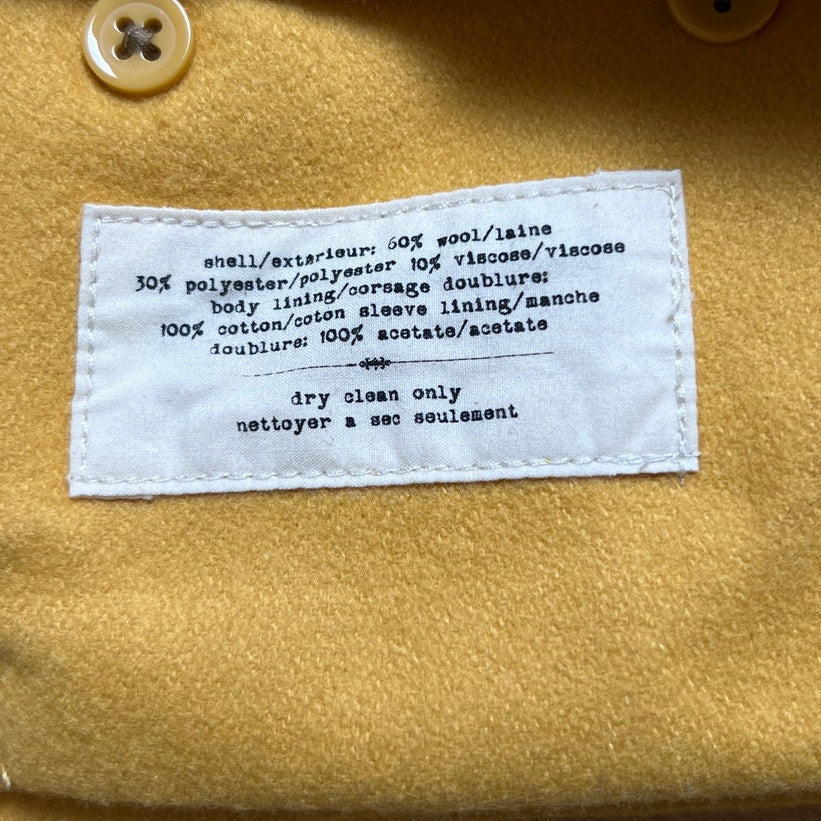 shell/extərieur: 60% wool/laine
30% polyester/polyester 10% viscose/viscose
body lining/corsage doublure:
100% cotton/coton sleeve lining/manche
doublure: 100% acetate/acetate
dry clean only
nettoyer a sec seulement